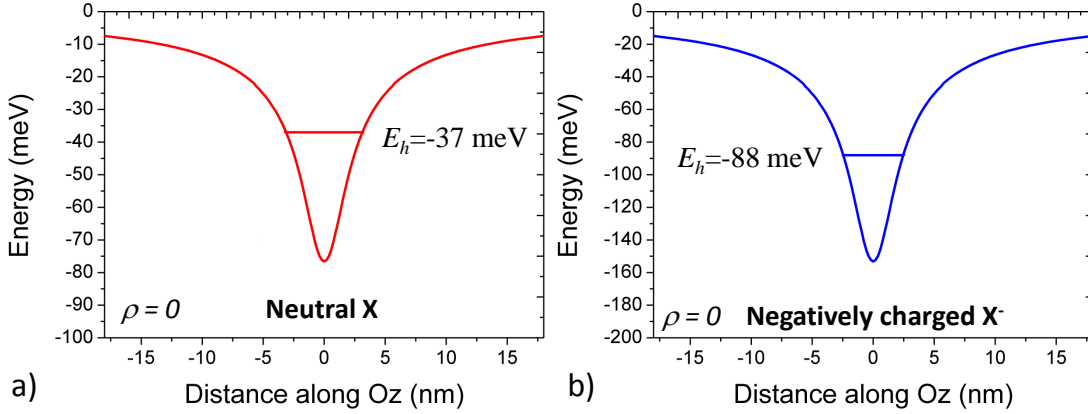 0
-10
-20
-30
-40
-50
-60
-70
-80
-90
-100
Energy (meV)
E_h=-37 meV
ρ = 0 Neutral X
-15 -10 -5 0 5 10 15
Distance along Oz (nm)
a)
0
-20
-40
-60
-80
-100
-120
-140
-160
-180
-200
Energy (meV)
E_h=-88 meV
ρ = 0 Negatively charged X⁻
-15 -10 -5 0 5 10 15
Distance along Oz (nm)
b)